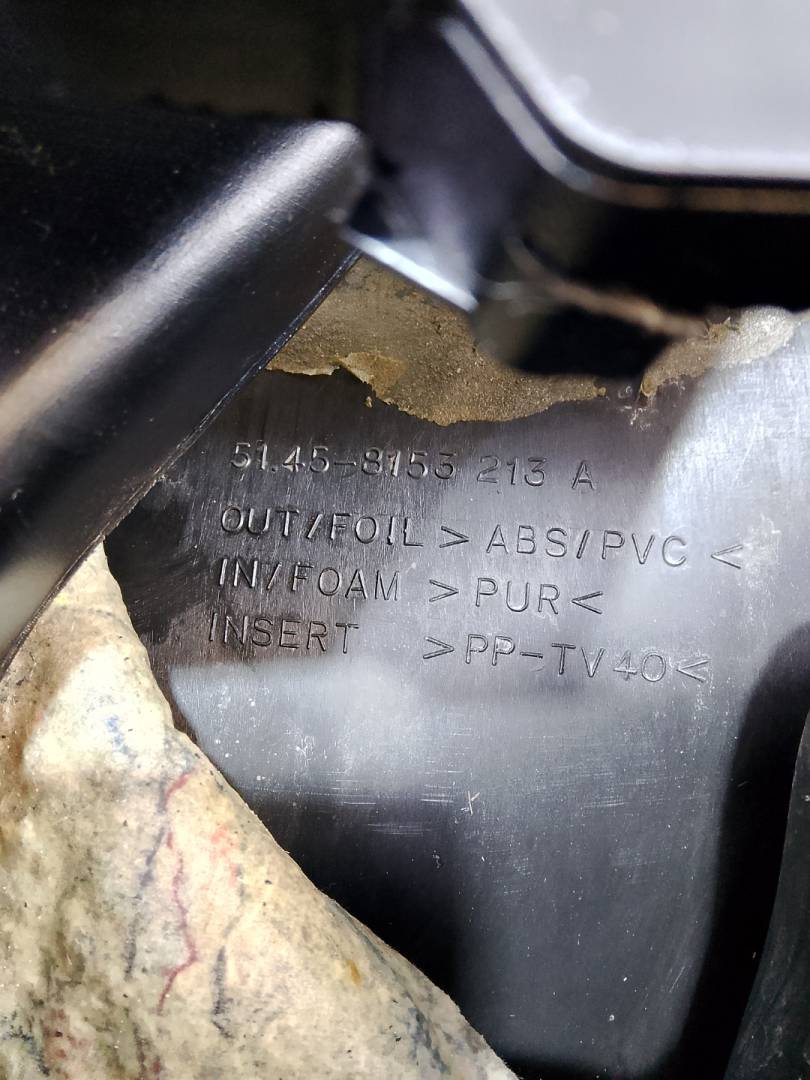 51.45-8153 213 A
OUT/FOIL > ABS/PVC <
IN/FOAM > PUR<
INSERT >PP-TV40<